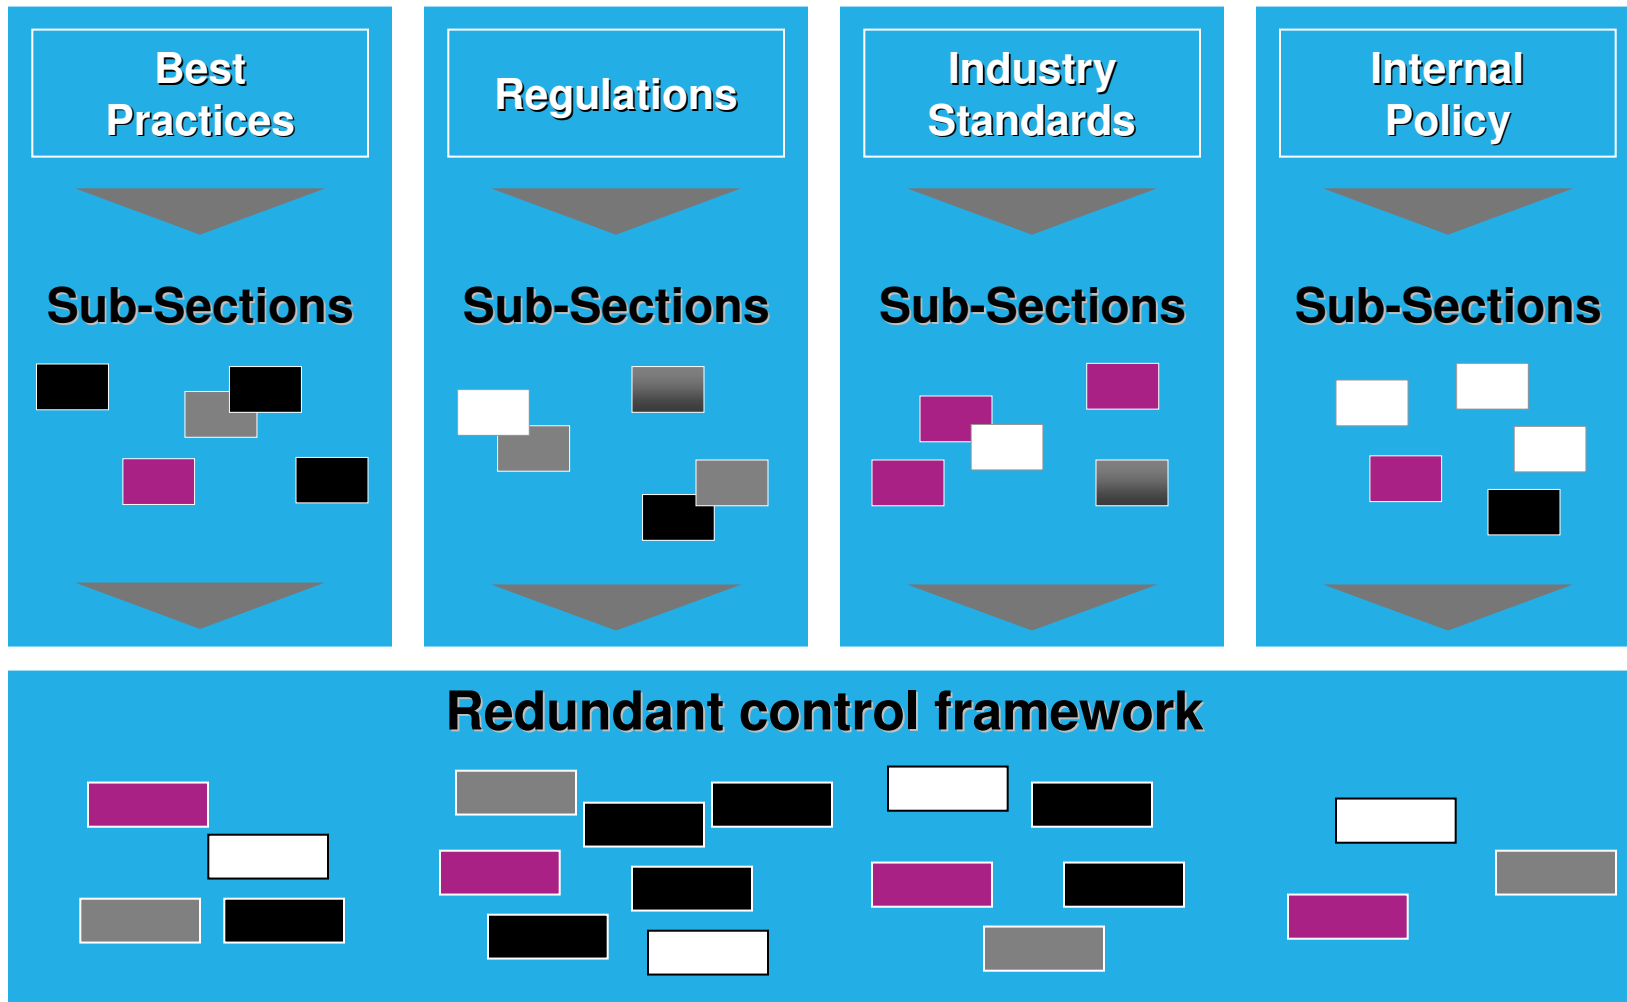 Best
Practices
Regulations
Industry
Standards
Internal
Policy
Sub-Sections
Sub-Sections
Sub-Sections
Sub-Sections
Redundant control framework